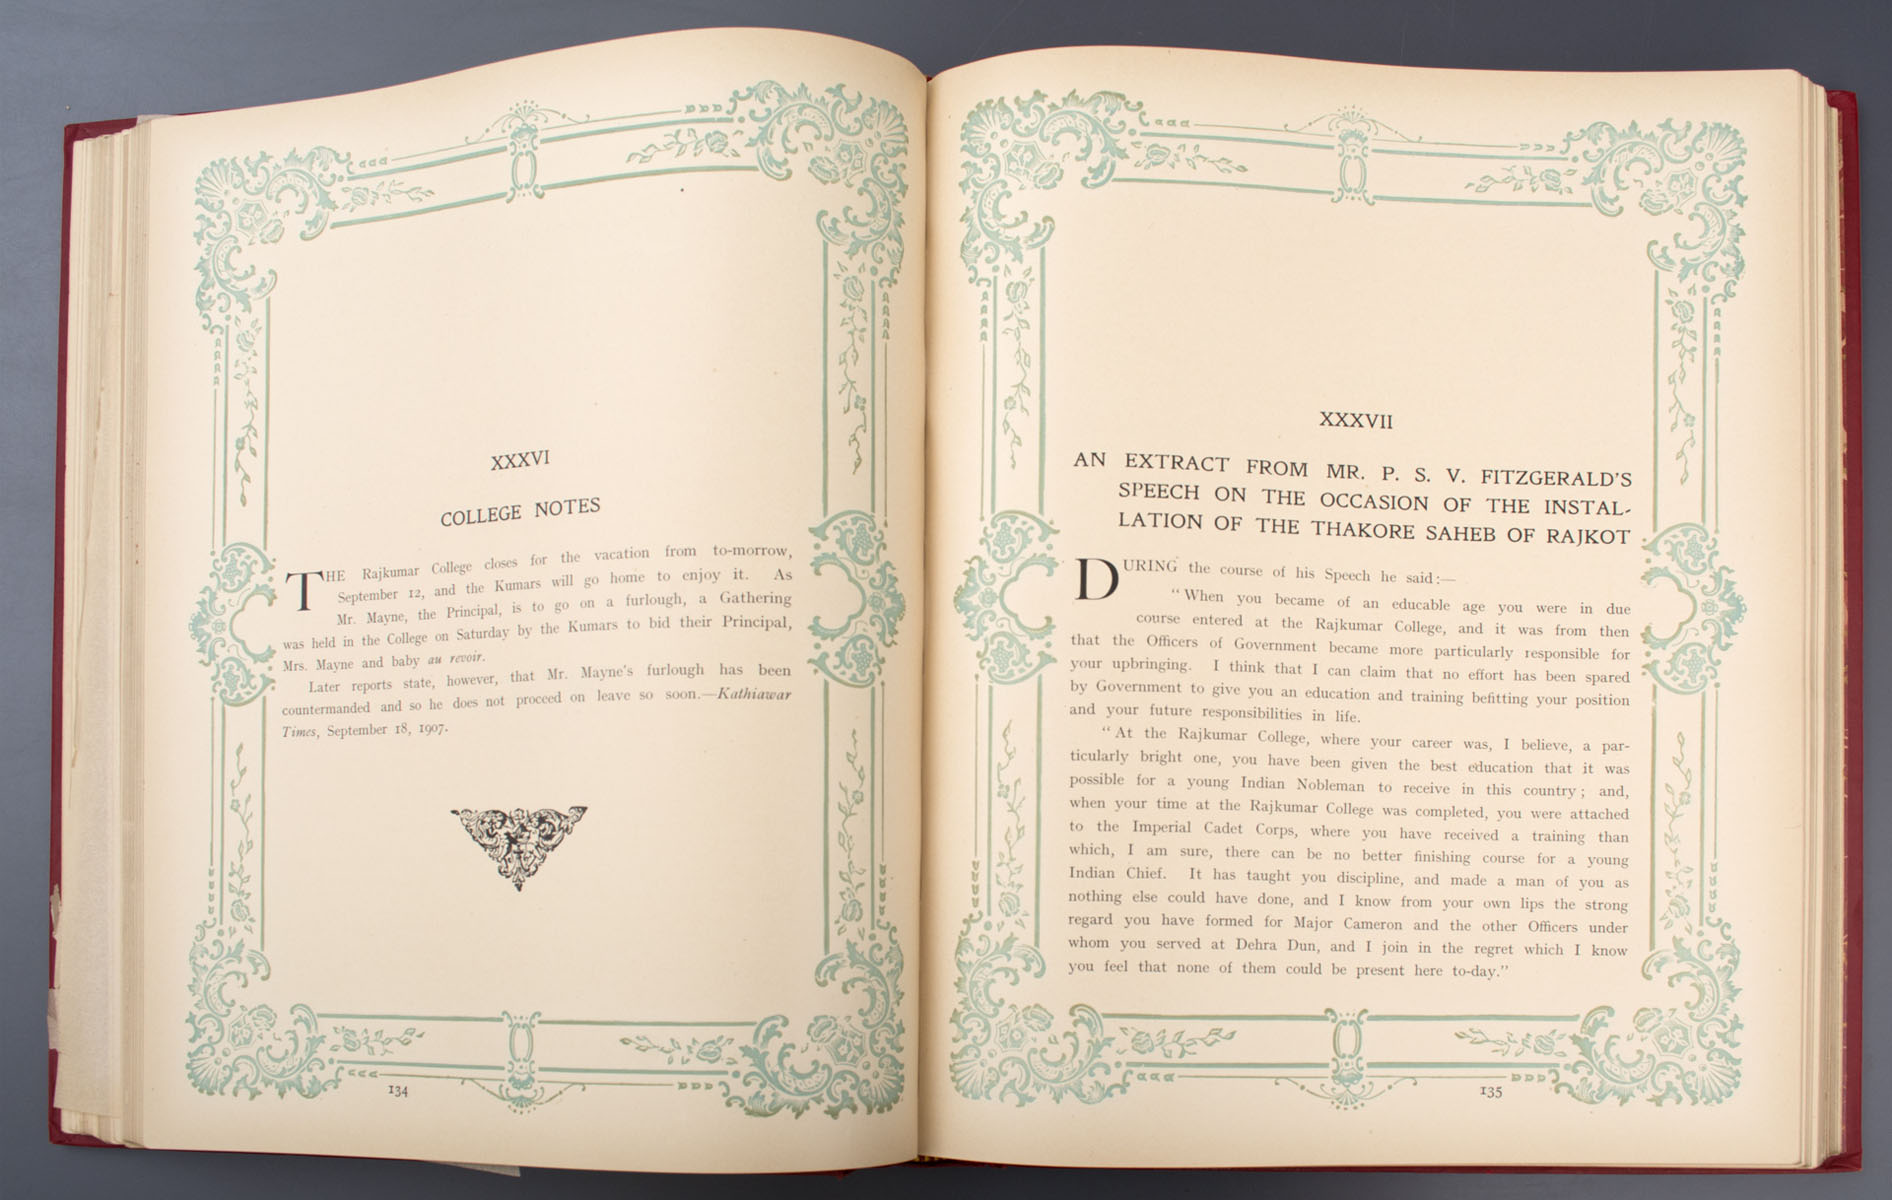 XXXVI
COLLEGE NOTES
THE Rajkumar College closes for the vacation from to-morrow,
September 12, and the Kumars will go home to enjoy it. As
Mr. Mayne, the Principal, is to go on a furlough, a Gathering
was held in the College on Saturday by the Kumars to bid their Principal,
Mrs. Mayne and baby au revoir.
Later reports state, however, that Mr. Mayne's furlough has been
countermanded and so he does not proceed on leave so soon.—Kathiawar
Times, September 18, 1907.
134
XXXVII
AN EXTRACT FROM MR. P. S. V. FITZGERALD'S
SPEECH ON THE OCCASION OF THE INSTAL-
LATION OF THE THAKORE SAHEB OF RAJKOT
DURING the course of his Speech he said:—
"When you became of an educable age you were in due
course entered at the Rajkumar College, and it was from then
that the Officers of Government became more particularly responsible for
your upbringing. I think that I can claim that no effort has been spared
by Government to give you an education and training befitting your position
and your future responsibilities in life.
"At the Rajkumar College, where your career was, I believe, a par-
ticularly bright one, you have been given the best education that it was
possible for a young Indian Nobleman to receive in this country; and,
when your time at the Rajkumar College was completed, you were attached
to the Imperial Cadet Corps, where you have received a training than
which, I am sure, there can be no better finishing course for a young
Indian Chief. It has taught you discipline, and made a man of you as
nothing else could have done, and I know from your own lips the strong
regard you have formed for Major Cameron and the other Officers under
whom you served at Dehra Dun, and I join in the regret which I know
you feel that none of them could be present here to-day."
135